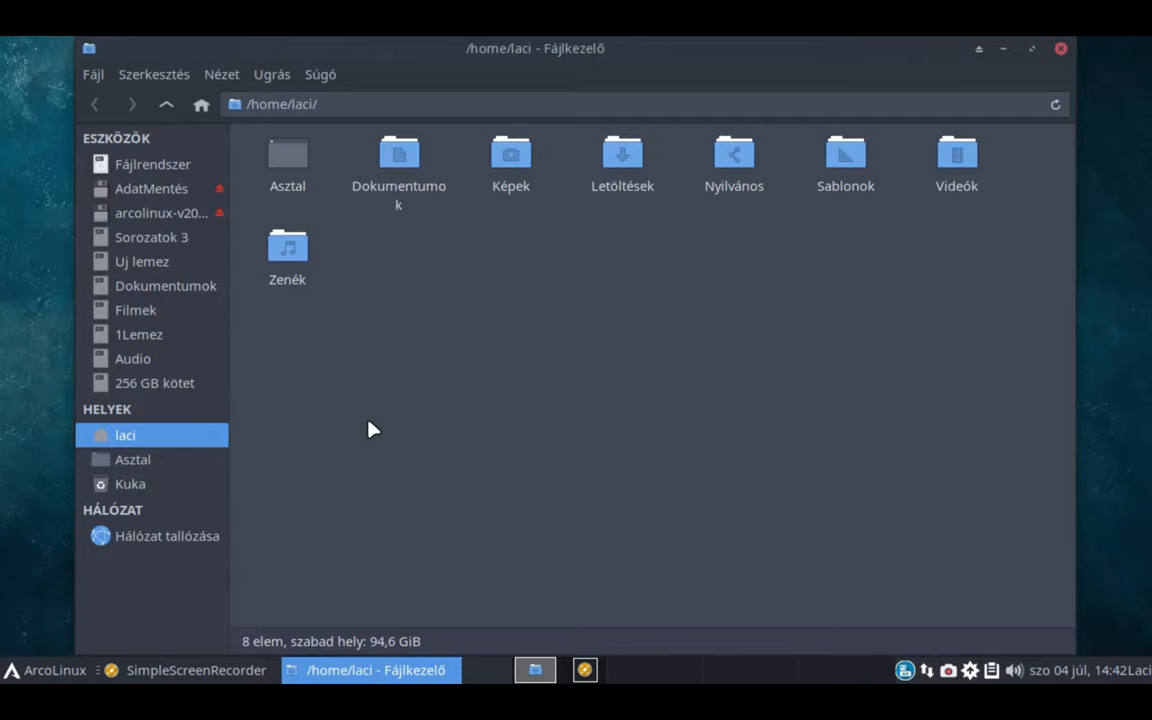 /home/laci - Fájlkezelő
Fájl Szerkesztés Nézet Ugrás Súgó
/home/laci/
ESZKÖZÖK
Fájlrendszer
AdatMentés
arcolinux-v20...
Sorozatok 3
Uj lemez
Dokumentumok
Filmek
1Lemez
Audio
256 GB kötet
HELYEK
laci
Asztal
Kuka
HÁLÓZAT
Hálózat tallózása
Asztal
Dokumentumo
k
Képek
Letöltések
Nyilvános
Sablonok
Videók
Zenék
8 elem, szabad hely: 94,6 GiB
ArcoLinux SimpleScreenRecorder /home/laci - Fájlkezelő szo 04 júl, 14:42Laci